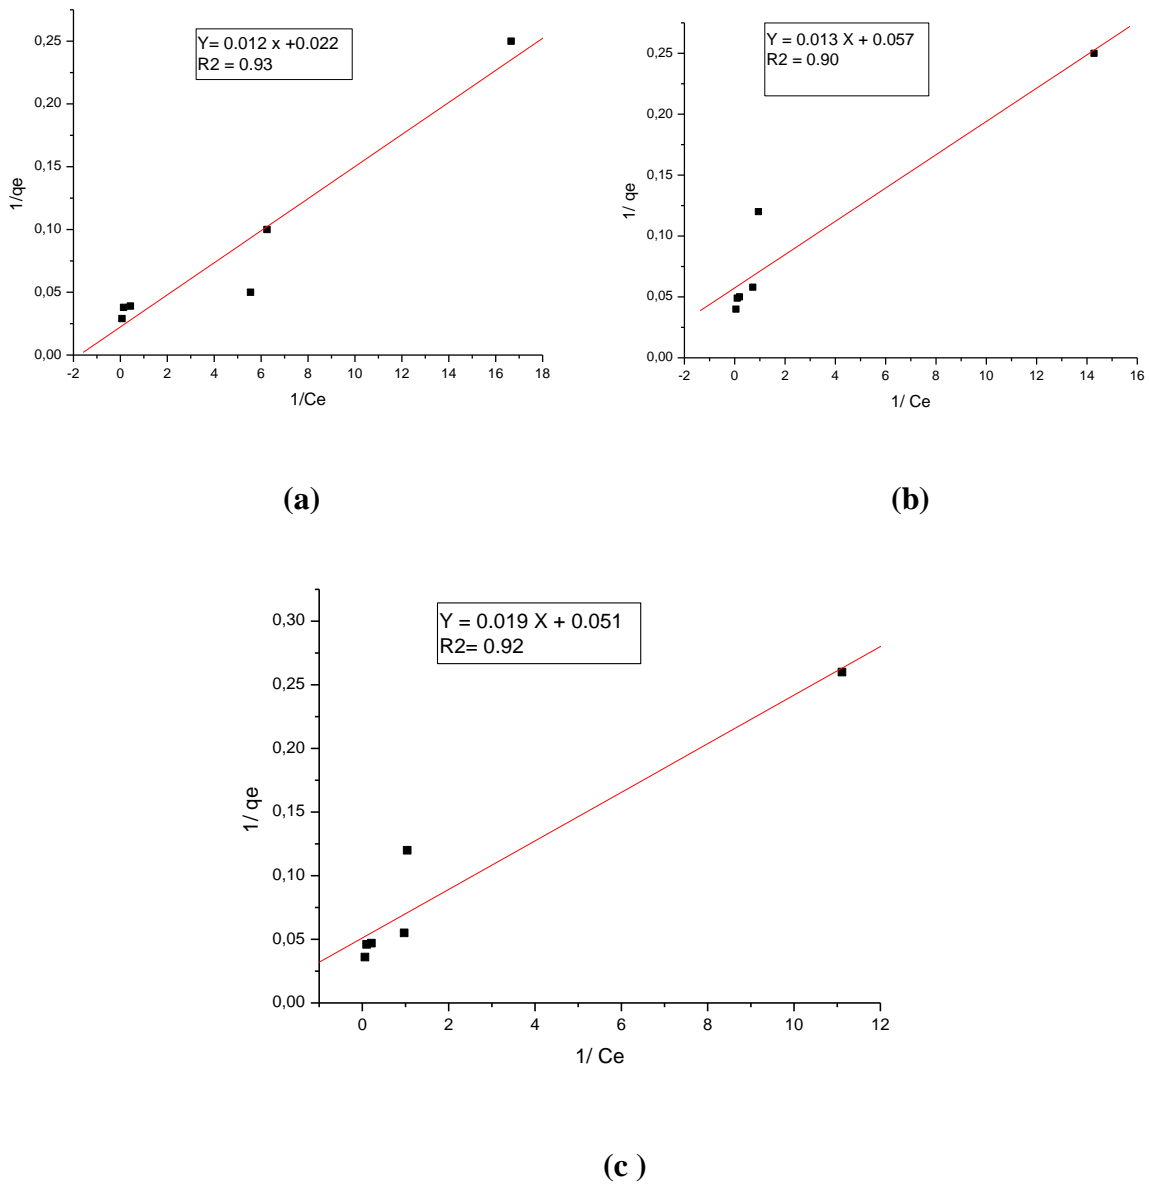 Y= 0.012 x +0.022
R2 = 0.93
0,25
0,20
0,15
0,10
0,05
0,00
1/qe
-2 0 2 4 6 8 10 12 14 16 18
1/Ce
(a)
Y = 0.013 X + 0.057
R2 = 0.90
0,25
0,20
0,15
0,10
0,05
0,00
1/ qe
-2 0 2 4 6 8 10 12 14 16
1/ Ce
(b)
Y = 0.019 X + 0.051
R2= 0.92
0,30
0,25
0,20
0,15
0,10
0,05
0,00
1/ qe
0 2 4 6 8 10 12
1/ Ce
(c )